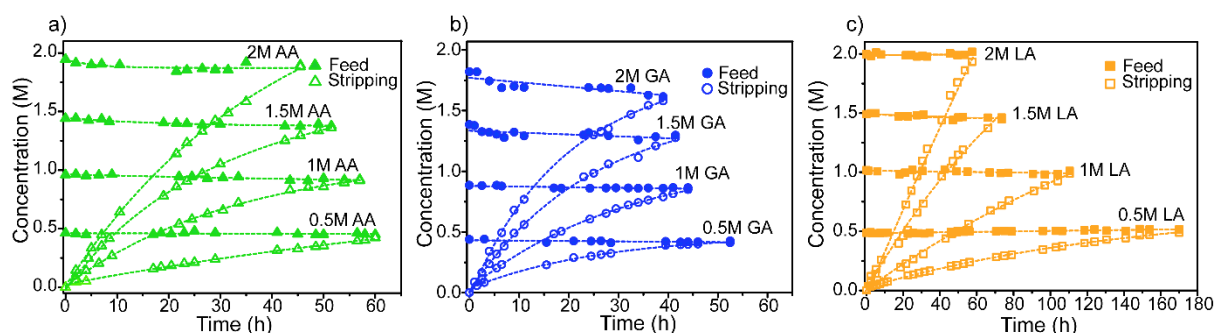 a)
Concentration (M)
2.0
1.5
1.0
0.5
0.0
2M AA
Feed
Stripping
1.5M AA
1M AA
0.5M AA
0 10 20 30 40 50 60
Time (h)
b)
Concentration (M)
2.0
1.5
1.0
0.5
0.0
Feed
Stripping
2M GA
1.5M GA
1M GA
0.5M GA
0 10 20 30 40 50 60
Time (h)
c)
Concentration (M)
2.0
1.5
1.0
0.5
0.0
Feed
2M LA
Stripping
1.5M LA
1M LA
0.5M LA
0 20 40 60 80 100 120 140 160 170
Time (h)